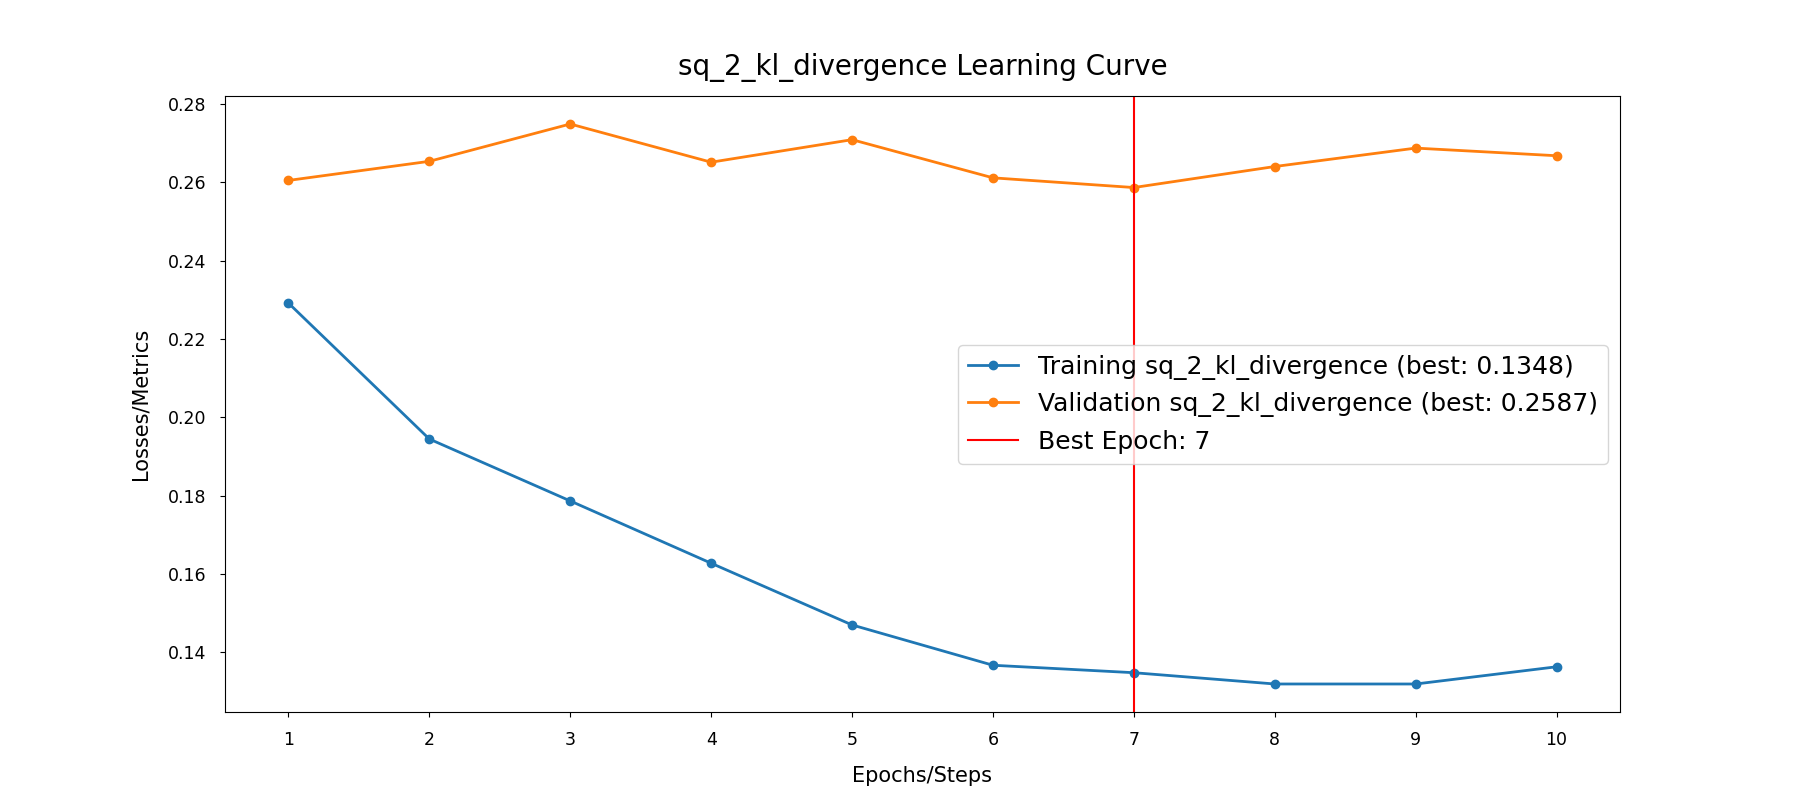 sq_2_kl_divergence Learning Curve
0.28
0.26
0.24
0.22
0.20
0.18
0.16
0.14
Losses/Metrics
Training sq_2_kl_divergence (best: 0.1348)
Validation sq_2_kl_divergence (best: 0.2587)
Best Epoch: 7
1 2 3 4 5 6 7 8 9 10
Epochs/Steps